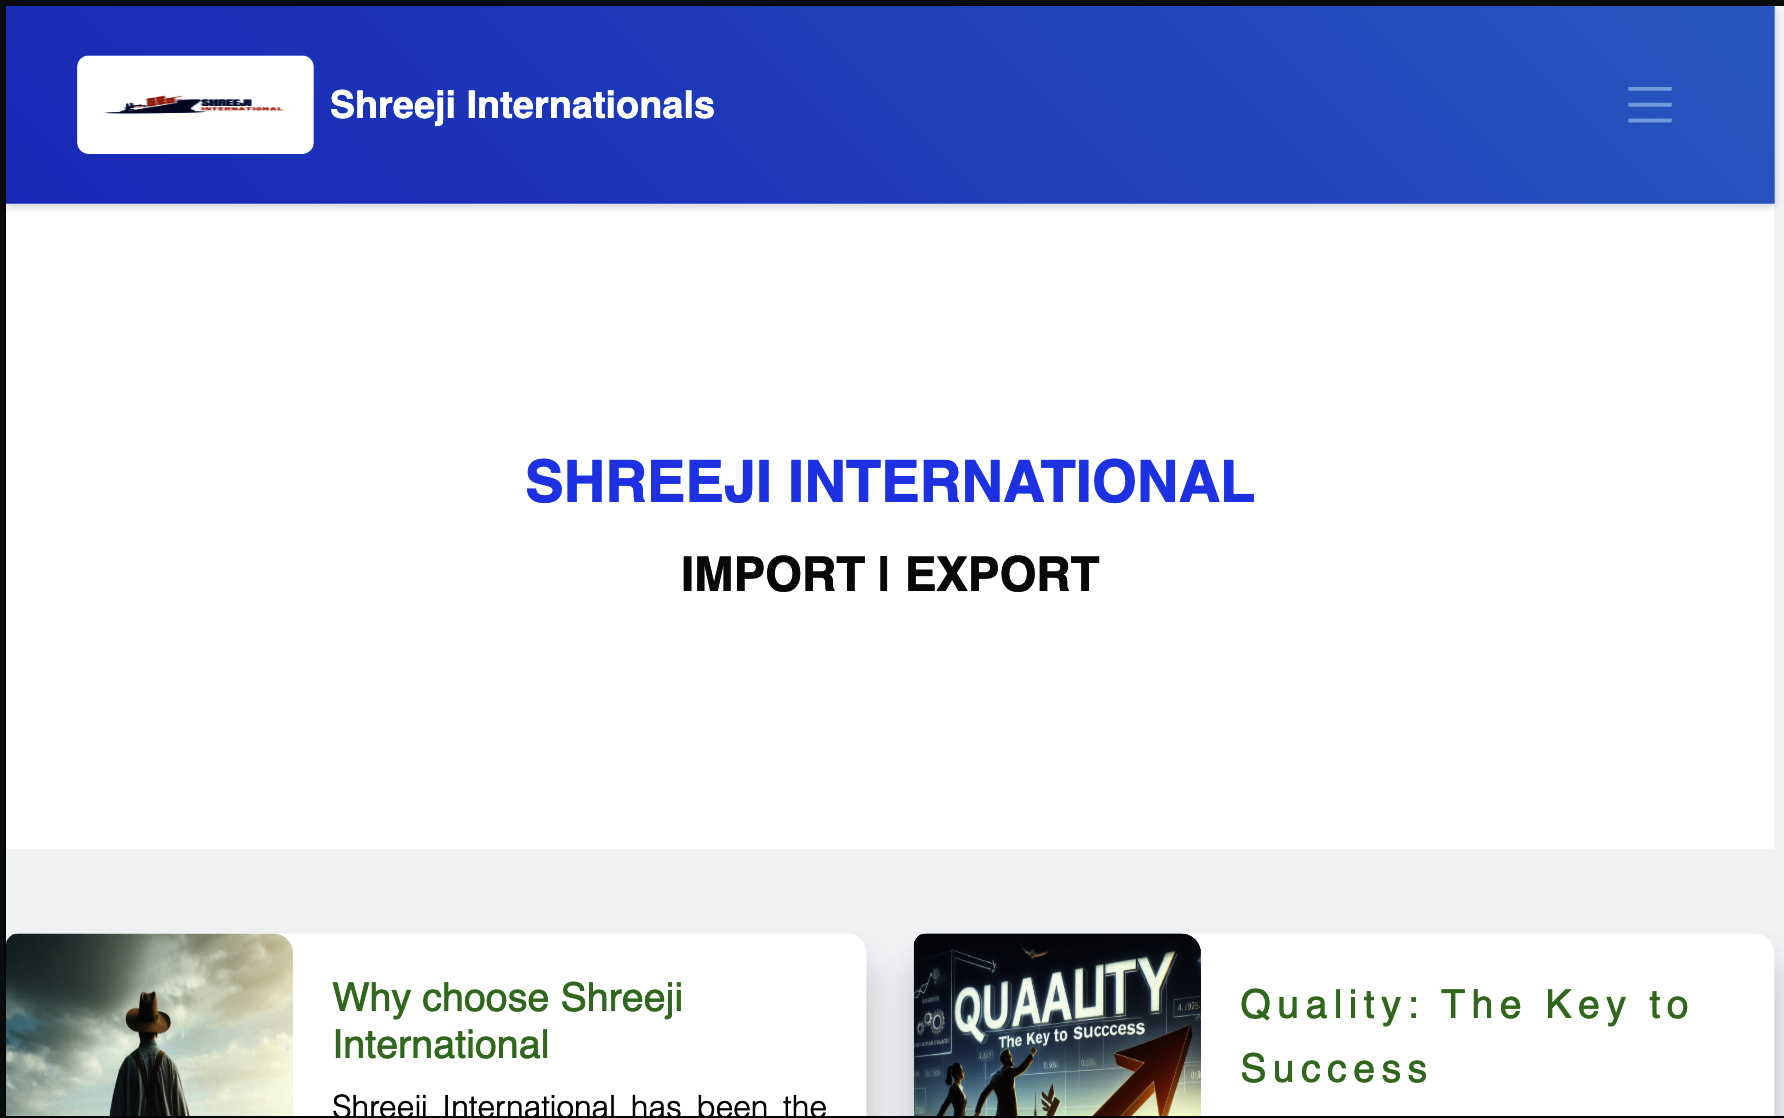 SHREEJI
INTERNATIONAL
Shreeji Internationals
SHREEJI INTERNATIONAL
IMPORT | EXPORT
Why choose Shreeji
International
Shreeji International has been the
QUAALITY
The Key to Succcess
Quality: The Key to
Success